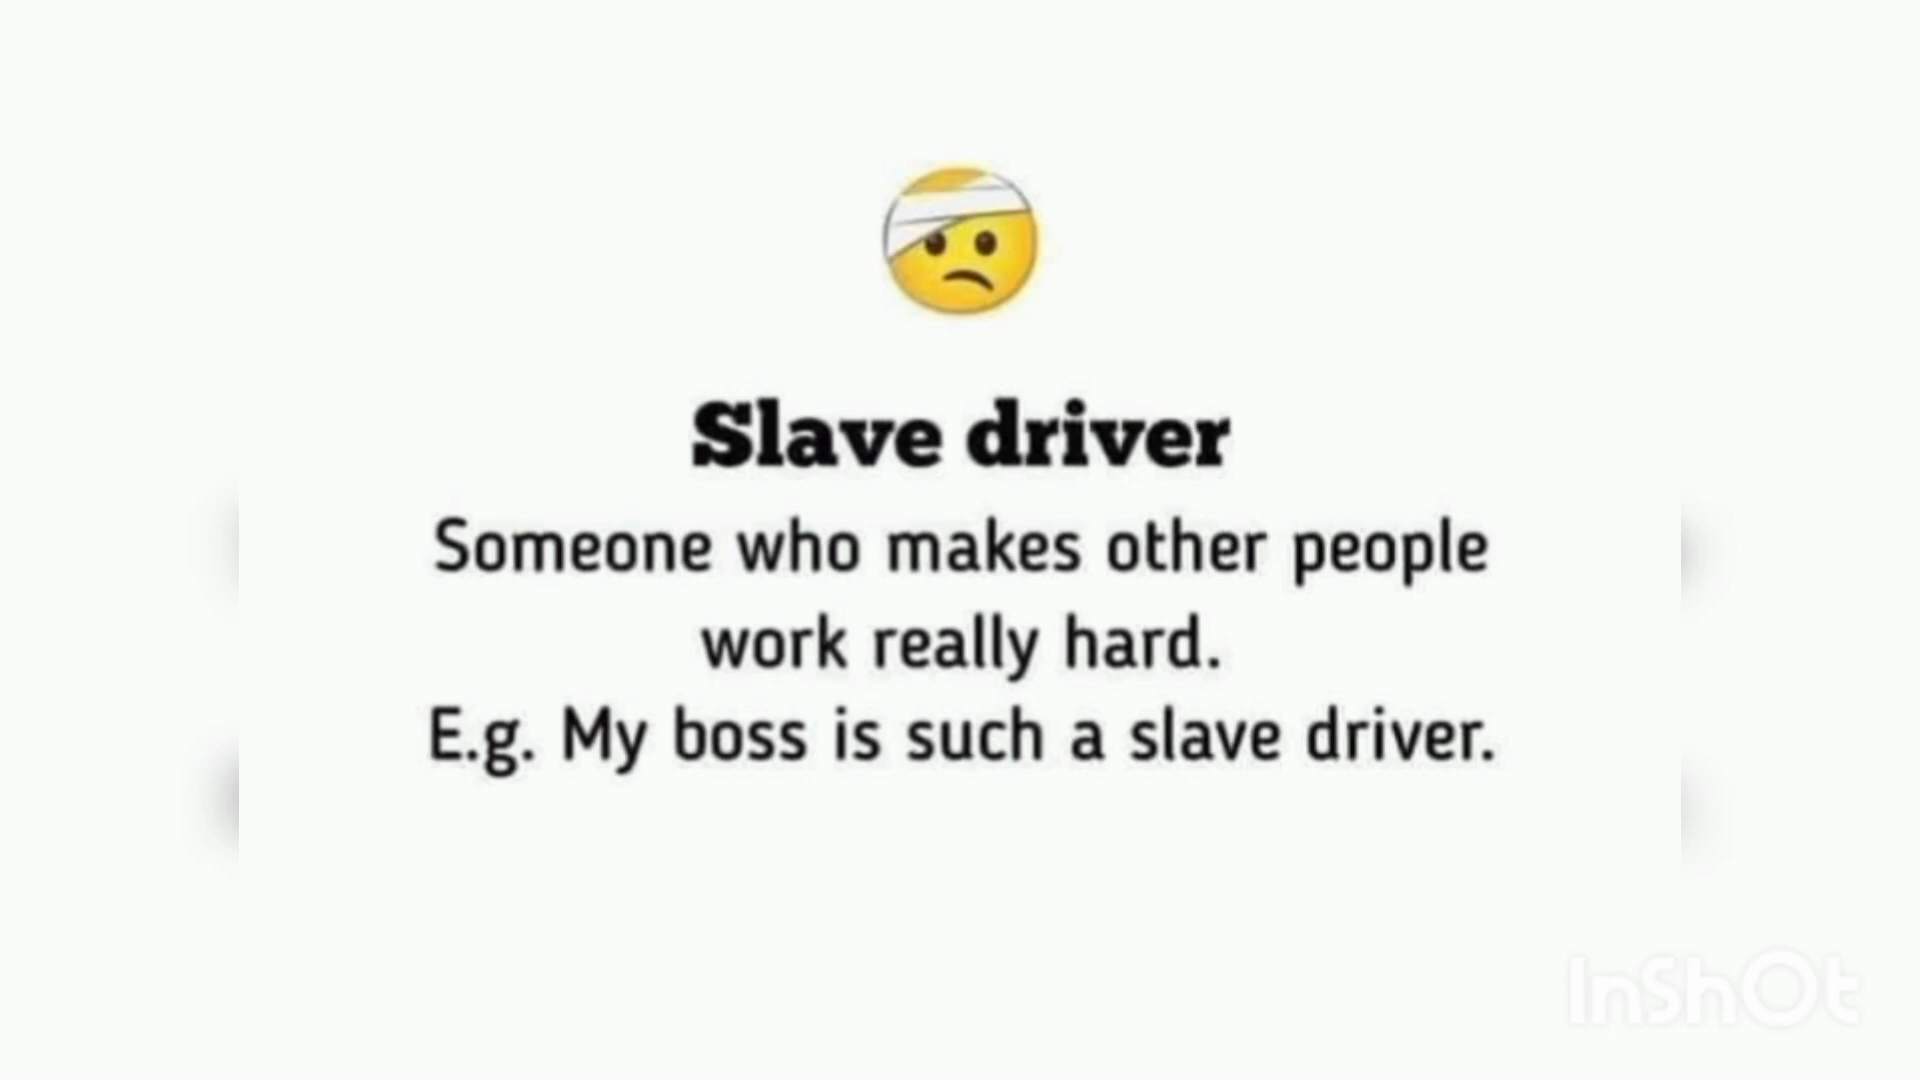 Slave driver
Someone who makes other people
work really hard.
E.g. My boss is such a slave driver.
InShOt